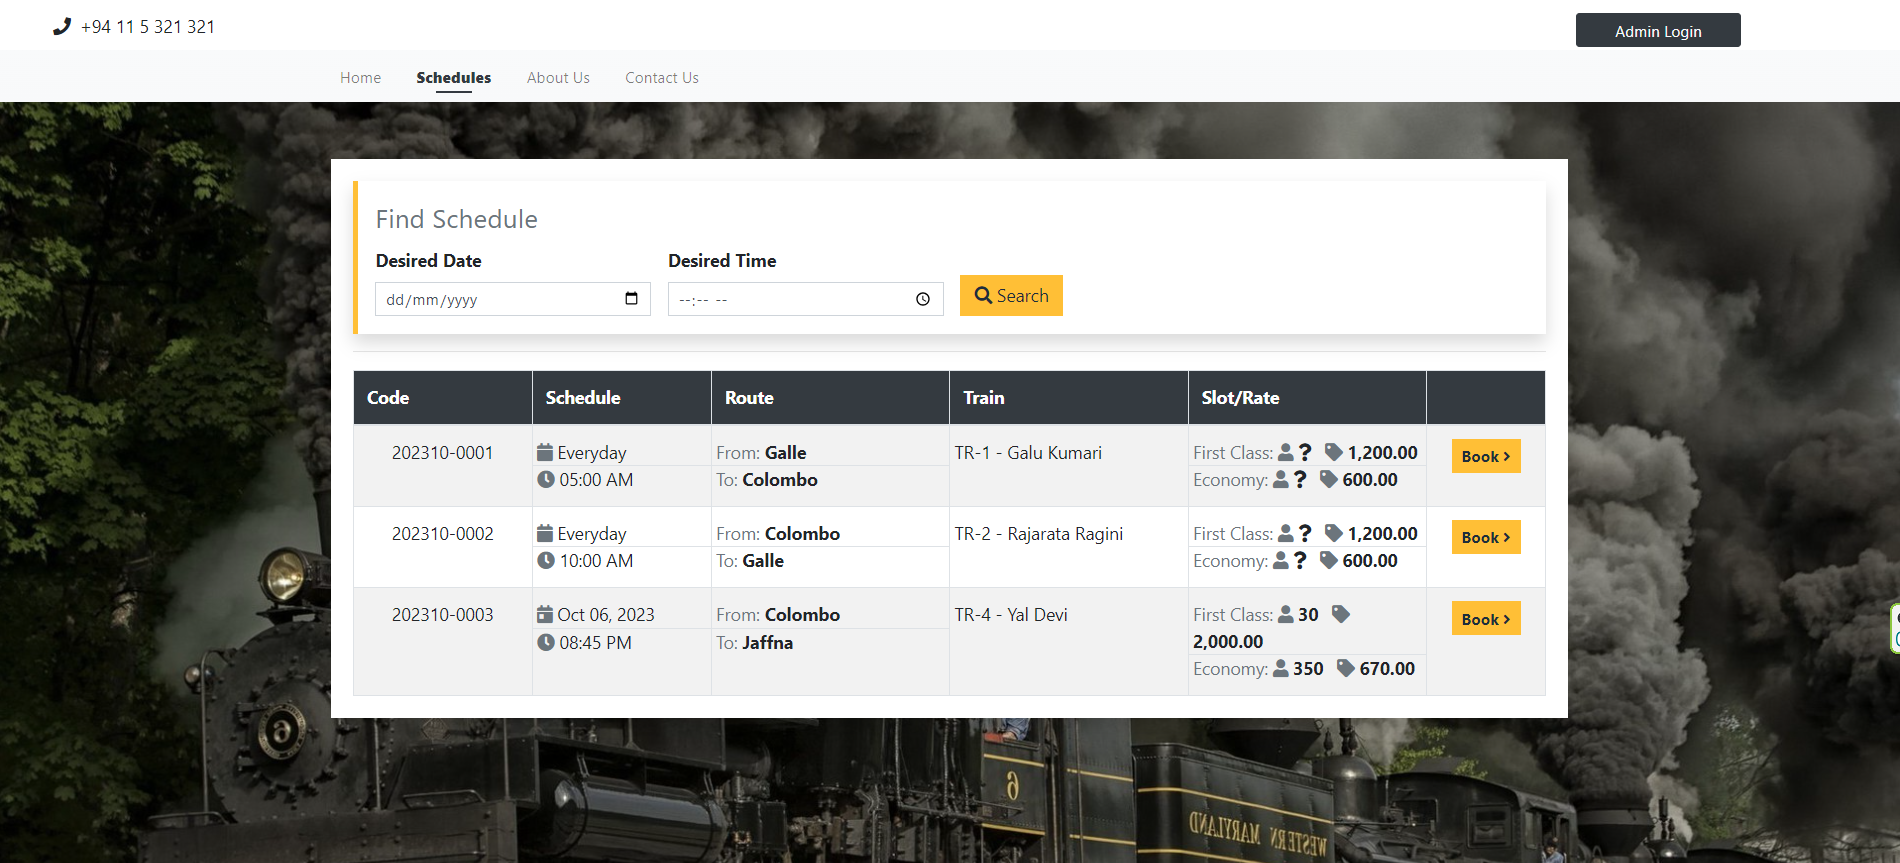 +94 11 5 321 321
Admin Login
Home Schedules About Us Contact Us
Find Schedule
Desired Date Desired Time
dd/mm/yyyy --:-- -- Search
Code Schedule Route Train Slot/Rate
202310-0001 Everyday From: Galle TR-1 - Galu Kumari First Class: ? 1,200.00 Book
05:00 AM To: Colombo Economy: ? 600.00
202310-0002 Everyday From: Colombo TR-2 - Rajarata Ragini First Class: ? 1,200.00 Book
10:00 AM To: Galle Economy: ? 600.00
202310-0003 Oct 06, 2023 From: Colombo TR-4 - Yal Devi First Class: 30 Book
08:45 PM To: Jaffna 2,000.00
Economy: 350 670.00
6
6
WESTERN MARYLAND